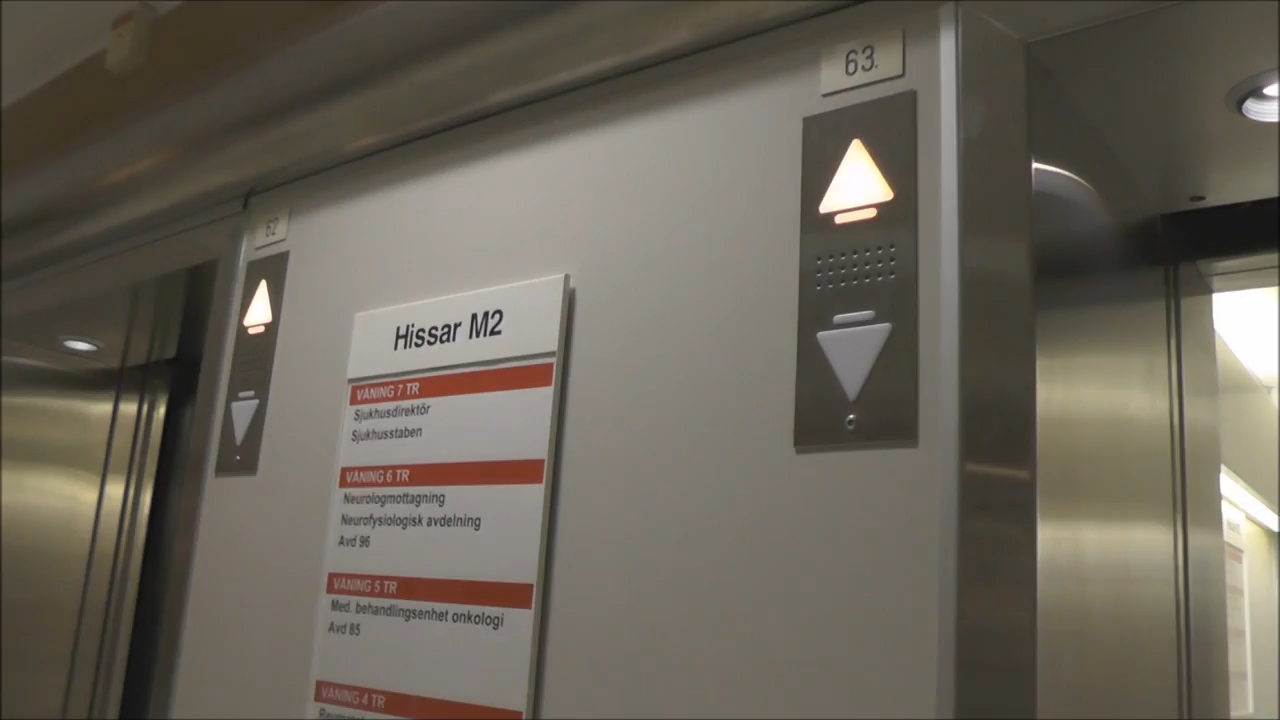 63.
62
Hissar M2
VÅNING 7 TR
Sjukhusdirektör
Sjukhusstaben
VÅNING 6 TR
Neurologmottagning
Neurofysiologisk avdelning
Avd 96
VÅNING 5 TR
Med. behandlingsenhet onkologi
Avd 85
VÅNING 4 TR